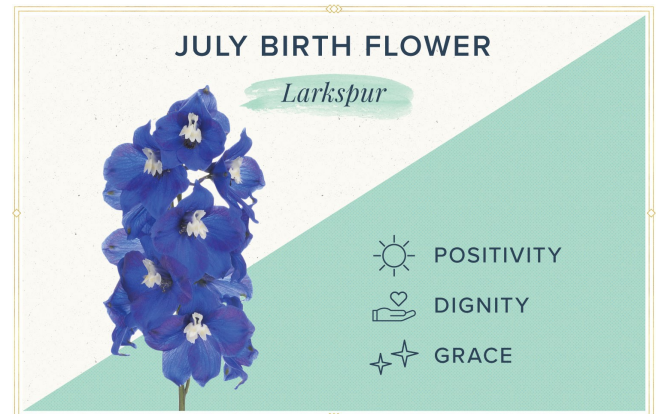 JULY BIRTH FLOWER
Larkspur
POSITIVITY
DIGNITY
GRACE